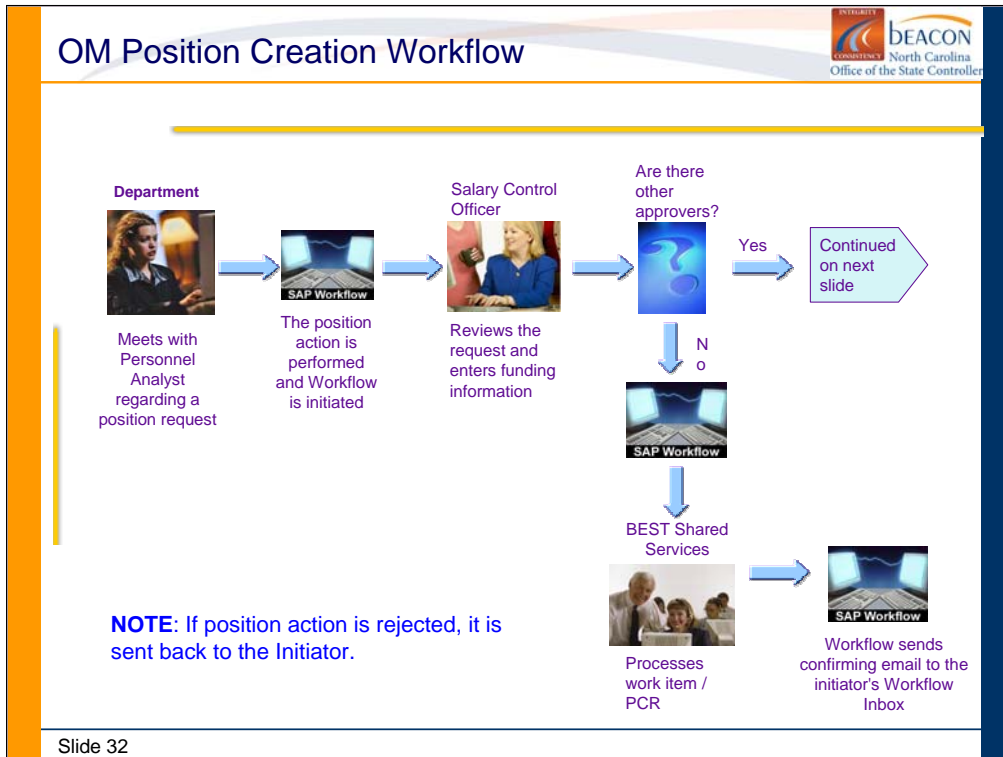 OM Position Creation Workflow
INTEGRITY
CONSISTENCY
bEACON
North Carolina
Office of the State Controller
Department
Meets with
Personnel
Analyst
regarding a
position request
SAP Workflow
The position
action is
performed
and Workflow
is initiated
Salary Control
Officer
Reviews the
request and
enters funding
information
Are there
other
approvers?
Yes
Continued
on next
slide
N
o
SAP Workflow
BEST Shared
Services
Processes
work item /
PCR
SAP Workflow
Workflow sends
confirming email to the
initiator's Workflow
Inbox
NOTE: If position action is rejected, it is
sent back to the Initiator.
Slide 32